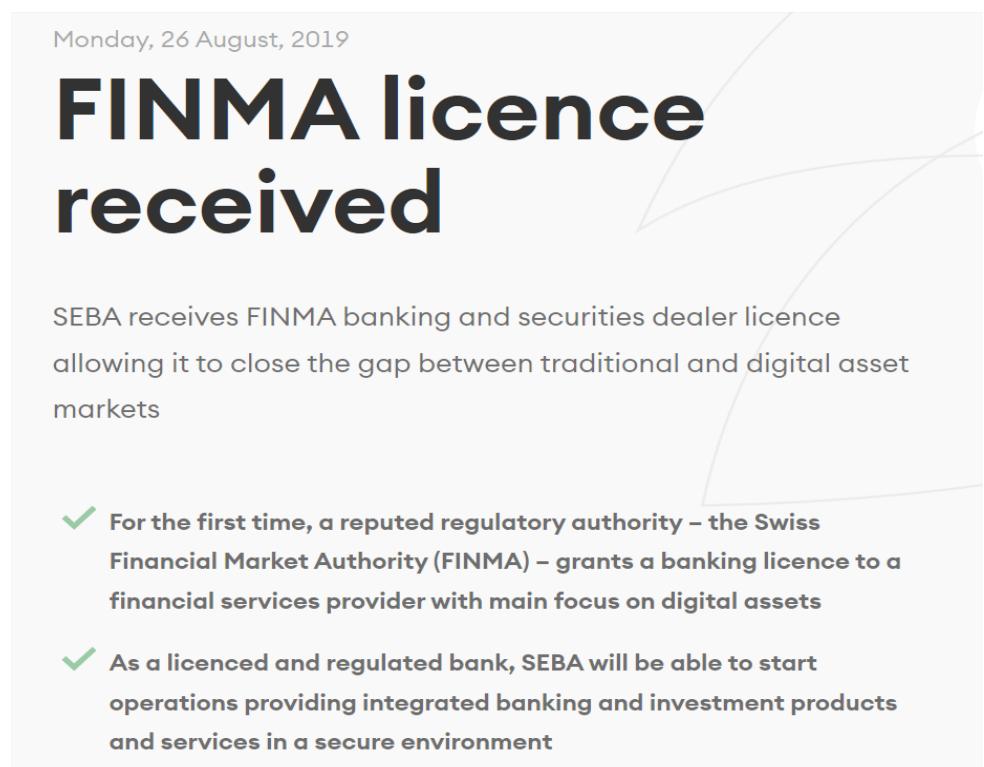 Monday, 26 August, 2019
FINMA licence
received
SEBA receives FINMA banking and securities dealer licence
allowing it to close the gap between traditional and digital asset
markets
For the first time, a reputed regulatory authority – the Swiss
Financial Market Authority (FINMA) – grants a banking licence to a
financial services provider with main focus on digital assets
As a licenced and regulated bank, SEBA will be able to start
operations providing integrated banking and investment products
and services in a secure environment